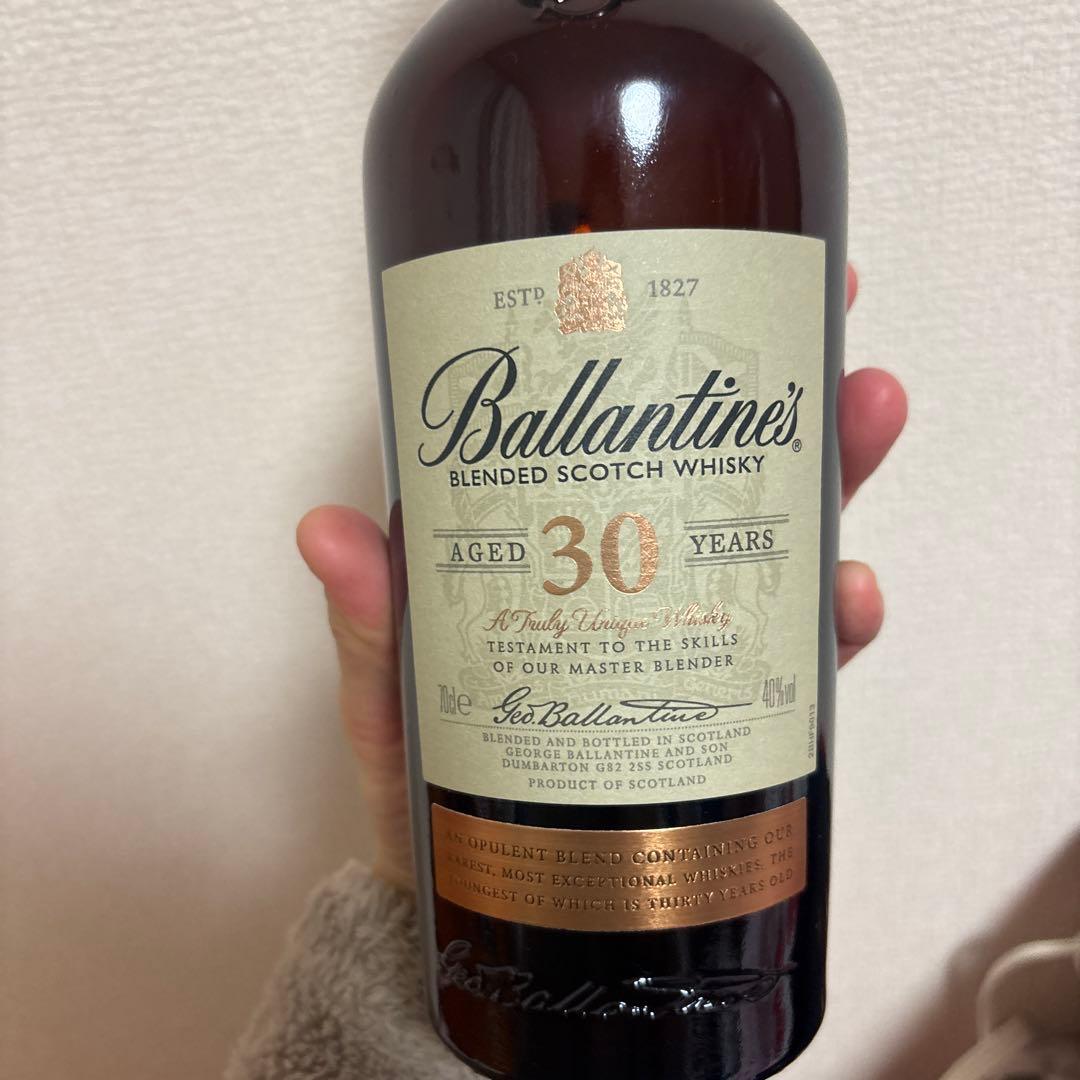 ESTD 1827
Ballantine's®
BLENDED SCOTCH WHISKY
AGED 30 YEARS
A Truly Unique Whisky
TESTAMENT TO THE SKILLS
OF OUR MASTER BLENDER
70cl e Geo. Ballantine 40%vol
BLENDED AND BOTTLED IN SCOTLAND
GEORGE BALLANTINE AND SON
DUMBARTON G82 2SS SCOTLAND
PRODUCT OF SCOTLAND
AN OPULENT BLEND CONTAINING OUR
RAREST, MOST EXCEPTIONAL WHISKIES, THE
YOUNGEST OF WHICH IS THIRTY YEARS OLD
Geo. Ballantine